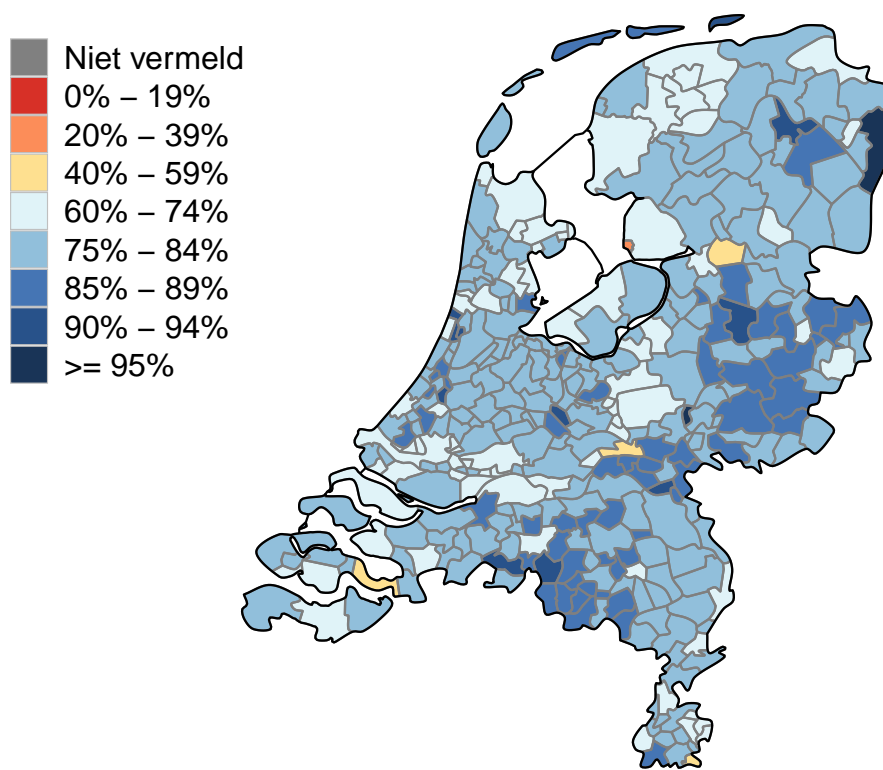 Niet vermeld
0% – 19%
20% – 39%
40% – 59%
60% – 74%
75% – 84%
85% – 89%
90% – 94%
>= 95%